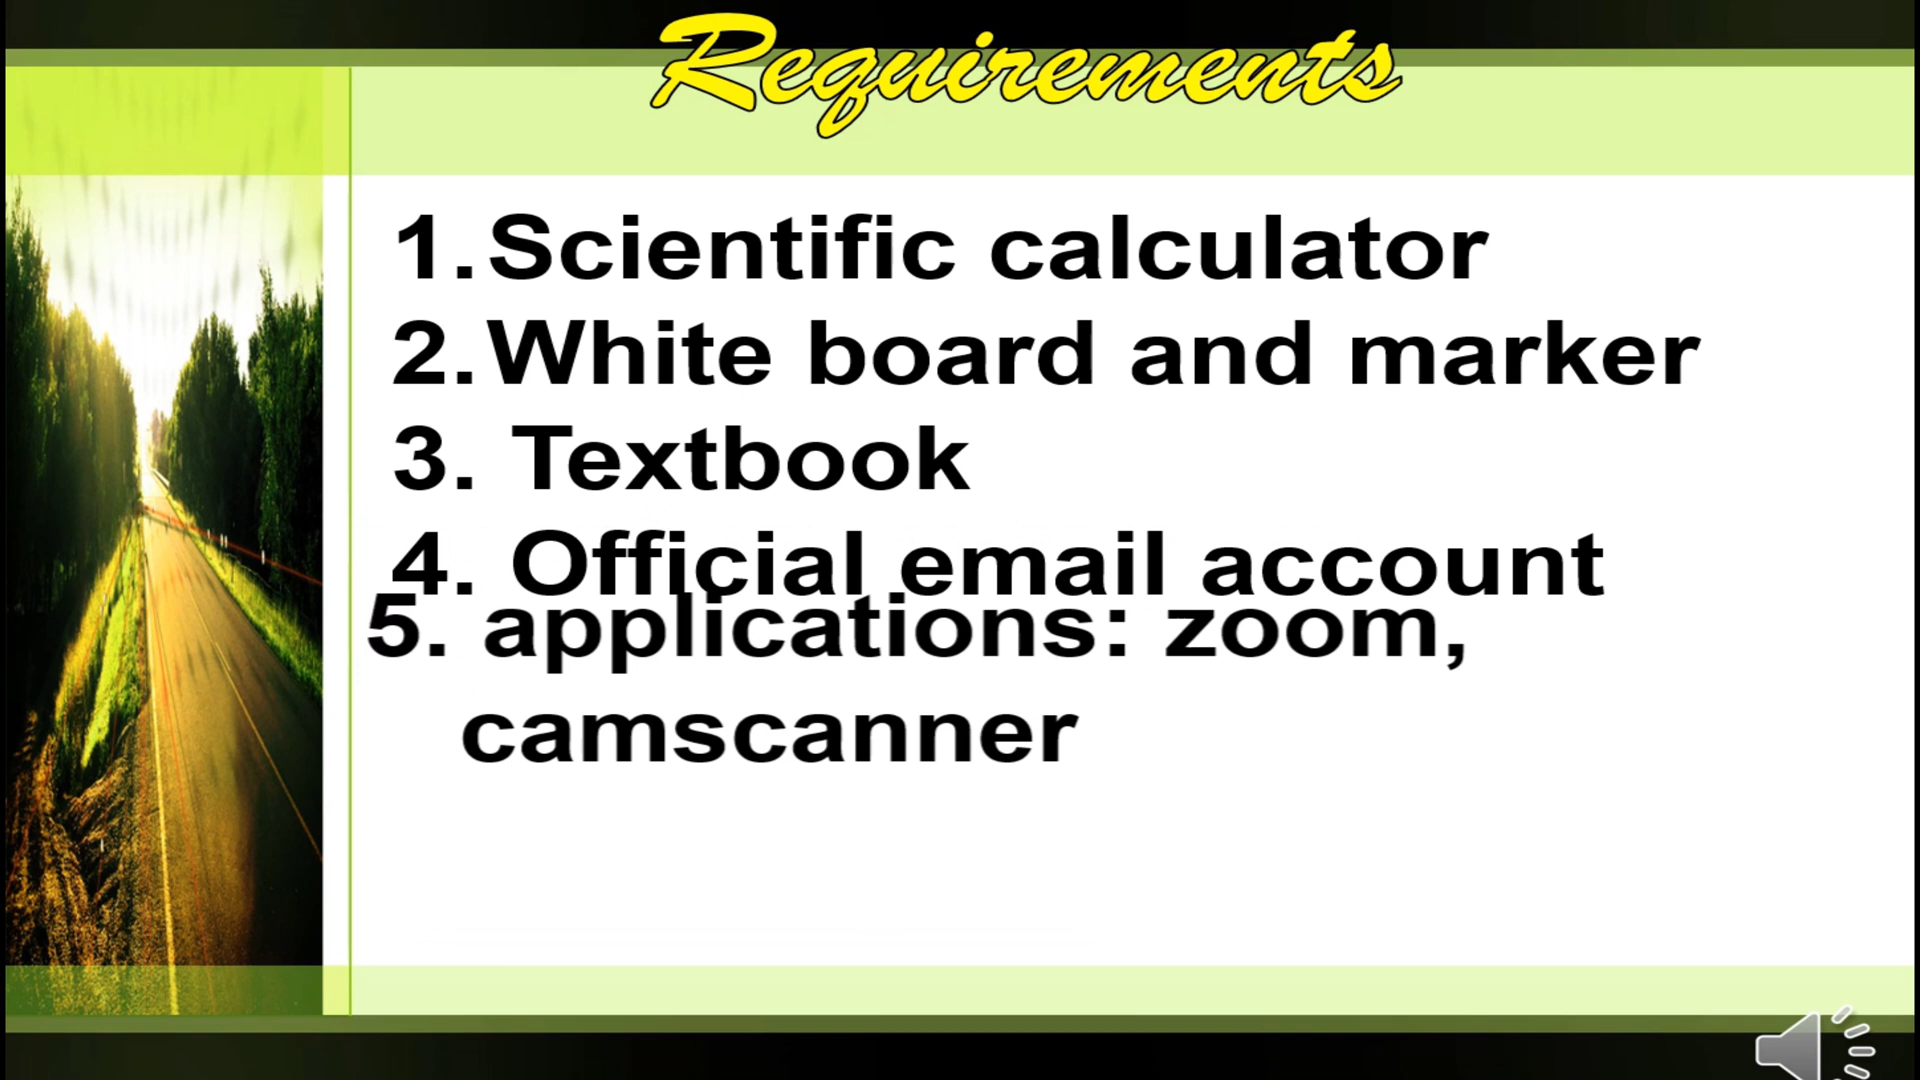 Requirements
1. Scientific calculator
2. White board and marker
3. Textbook
4. Official email account
5. applications: zoom,
camscanner